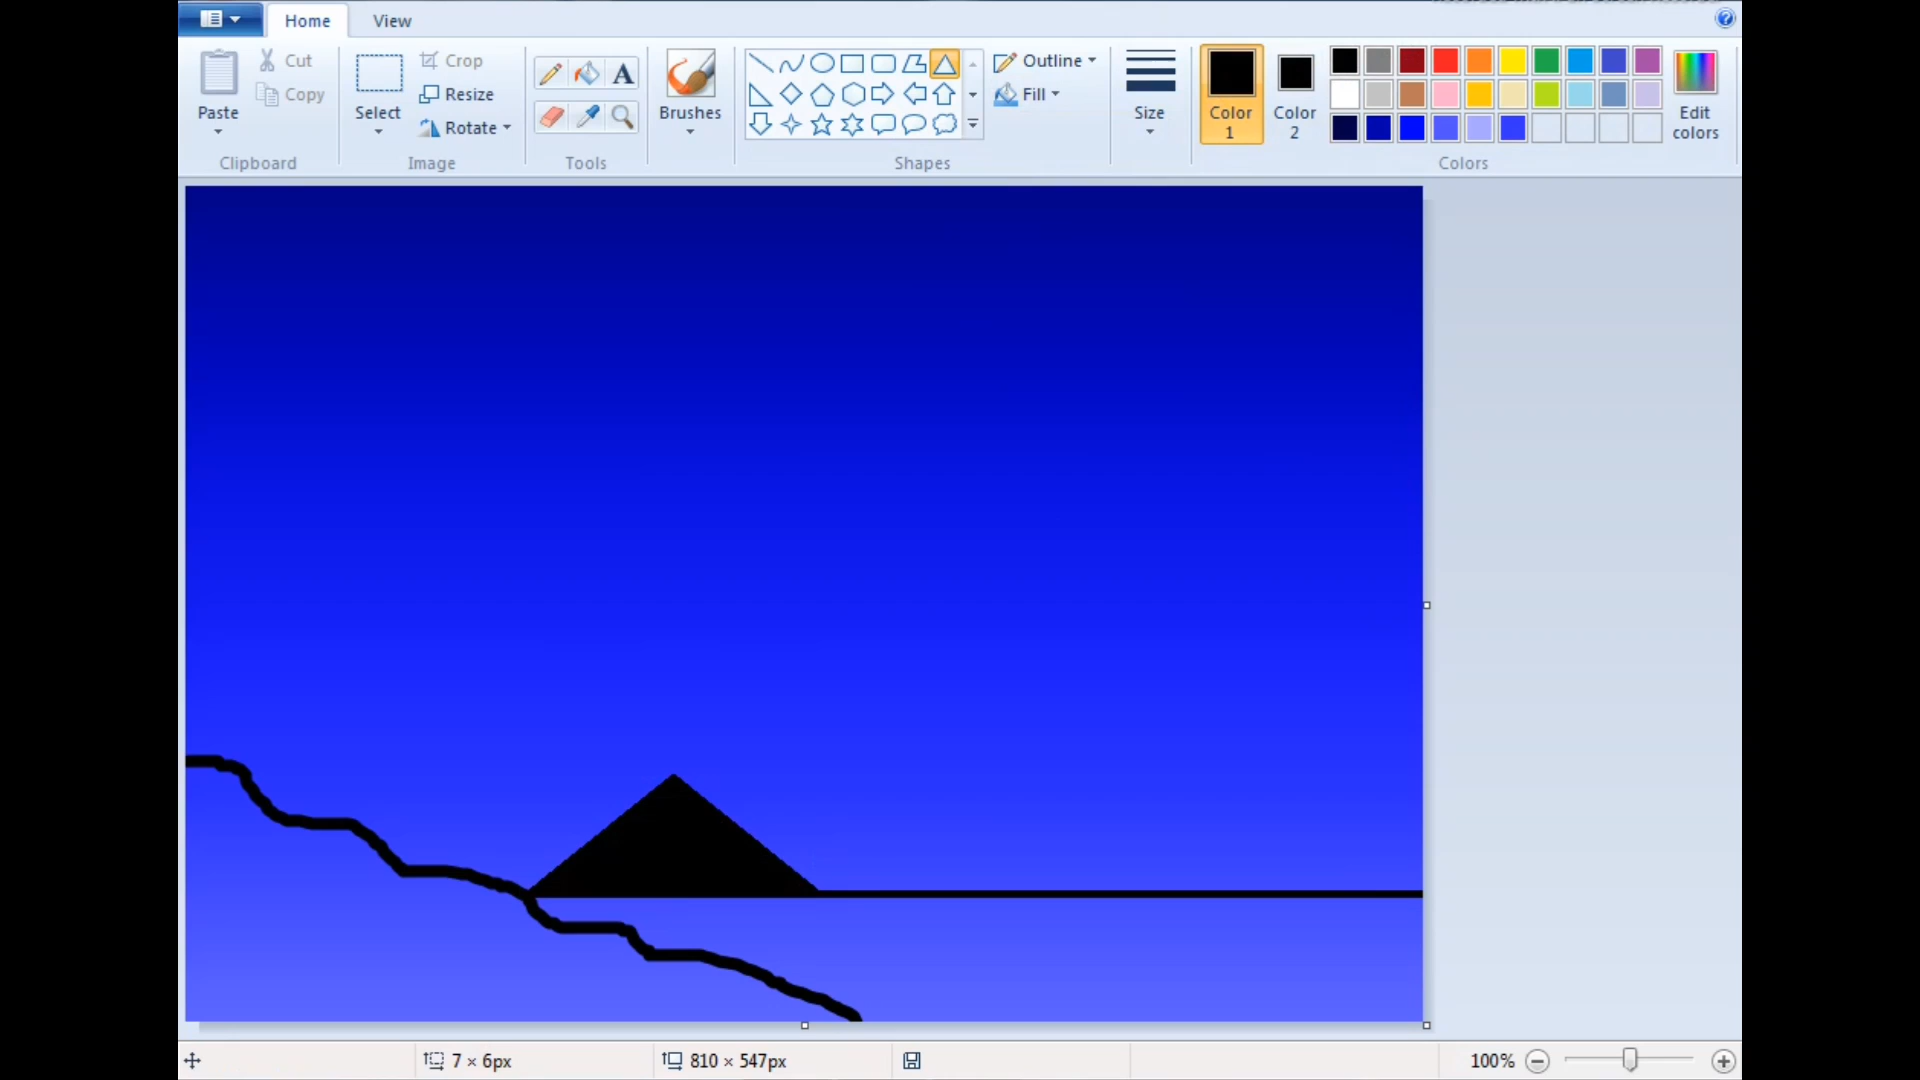 Home View
Paste
Cut
Copy
Clipboard
Select
Crop
Resize
Rotate
Image
A
Tools
Brushes
Shapes
Outline
Fill
Size
Color
1
Color
2
Colors
Edit
colors
7 × 6px
810 × 547px
100%